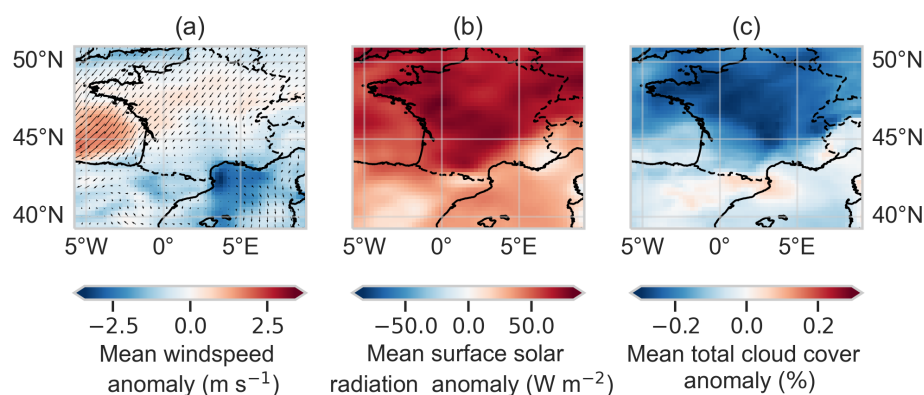 (a) (b) (c)
50°N 50°N
45°N 45°N
40°N 40°N
5°W 0° 5°E 5°W 0° 5°E 5°W 0° 5°E
−2.5 0.0 2.5 −50.0 0.0 50.0 −0.2 0.0 0.2
Mean windspeed
anomaly (m s⁻¹)
Mean surface solar
radiation anomaly (W m⁻²)
Mean total cloud cover
anomaly (%)